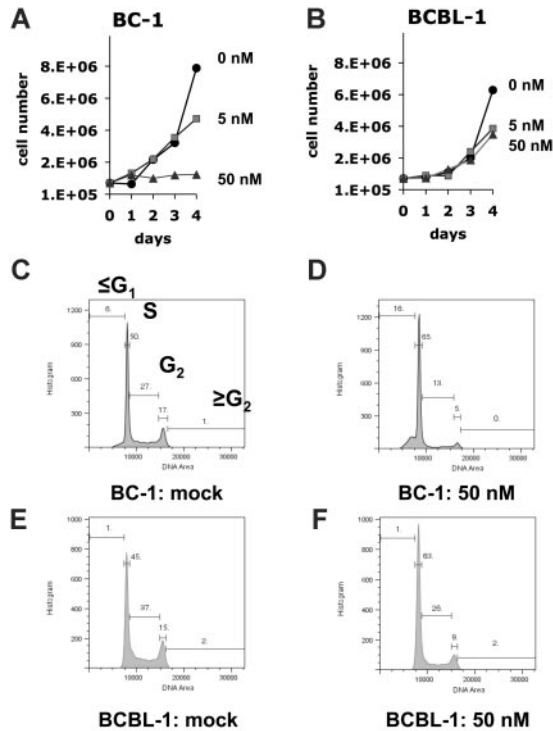 A BC-1
cell number
8.E+06
6.E+06
4.E+06
2.E+06
1.E+05
0 1 2 3 4
days
0 nM
5 nM
50 nM
B BCBL-1
cell number
8.E+06
6.E+06
4.E+06
2.E+06
1.E+05
0 1 2 3 4
days
0 nM
5 nM
50 nM
C
≤G1
S
G2
≥G2
6.
27.
17.
1.
Histogram
1200
900
600
300
10000 20000 30000
DNA Area
BC-1: mock
D
16.
65.
13.
5.
0.
Histogram
1200
900
600
300
10000 20000 30000
DNA Area
BC-1: 50 nM
E
1.
45.
37.
15.
2.
Histogram
1000
800
600
400
200
10000 20000 30000
DNA Area
BCBL-1: mock
F
1.
63.
26.
9.
2.
Histogram
1000
800
600
400
200
10000 20000 30000
DNA Area
BCBL-1: 50 nM